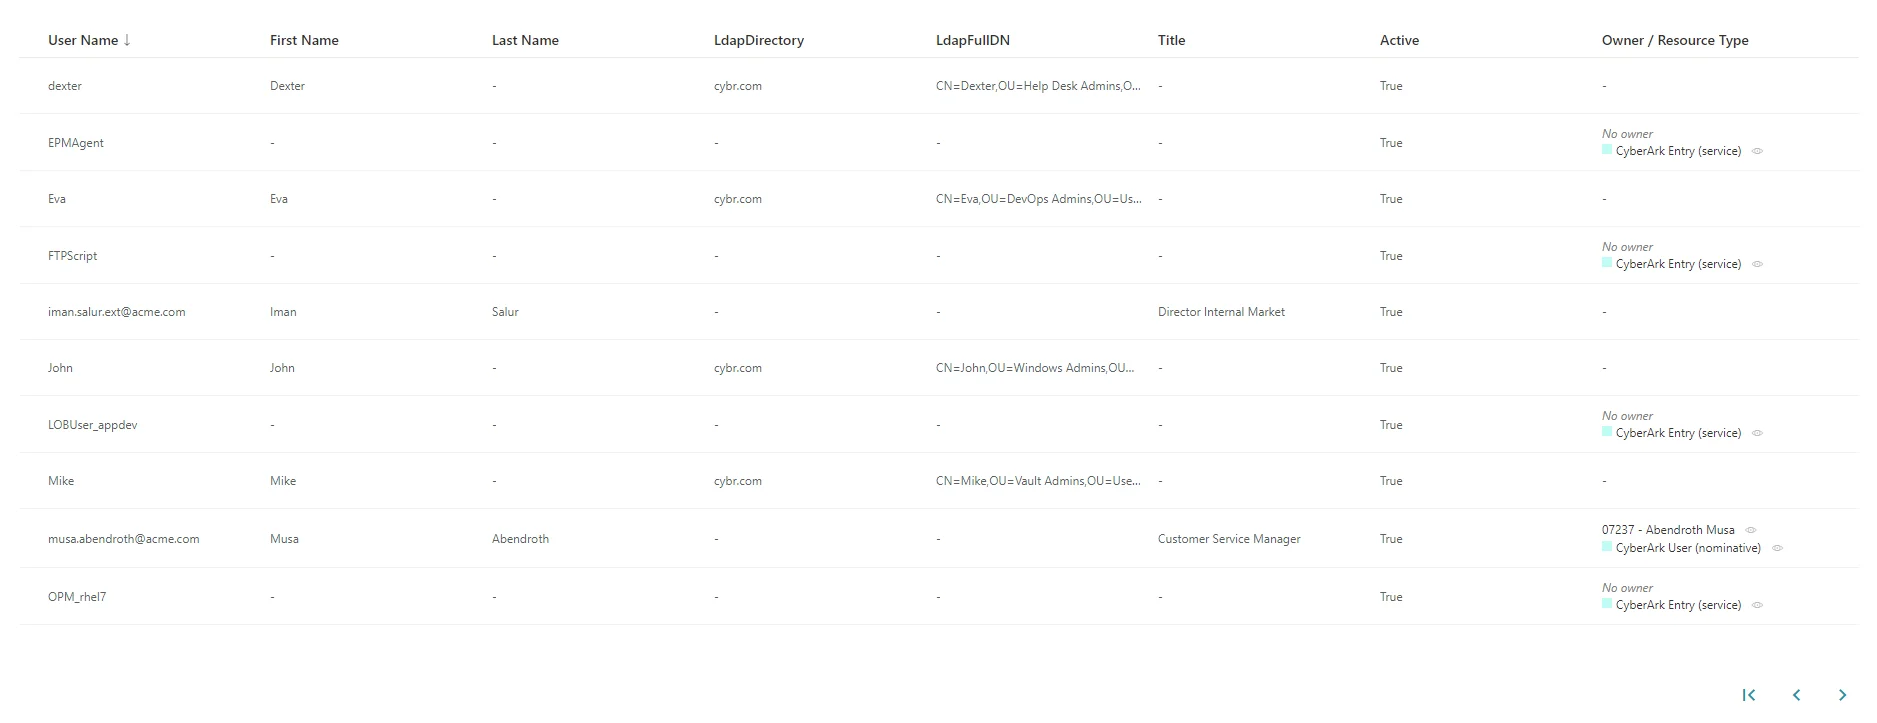 User Name ↓ First Name Last Name LdapDirectory LdapFullDN Title Active Owner / Resource Type
dexter Dexter - cybr.com CN=Dexter,OU=Help Desk Admins,O... - True -
EPMAgent - - - - - True No owner
CyberArk Entry (service)
Eva Eva - cybr.com CN=Eva,OU=DevOps Admins,OU=Us... - True -
FTPScript - - - - - True No owner
CyberArk Entry (service)
iman.salur.ext@acme.com Iman Salur - - Director Internal Market True -
John John - cybr.com CN=John,OU=Windows Admins,OU... - True -
LOBUser_appdev - - - - - True No owner
CyberArk Entry (service)
Mike Mike - cybr.com CN=Mike,OU=Vault Admins,OU=Use... - True -
musa.abendroth@acme.com Musa Abendroth - - Customer Service Manager True 07237 - Abendroth Musa
CyberArk User (nominative)
OPM_rhel7 - - - - - True No owner
CyberArk Entry (service)